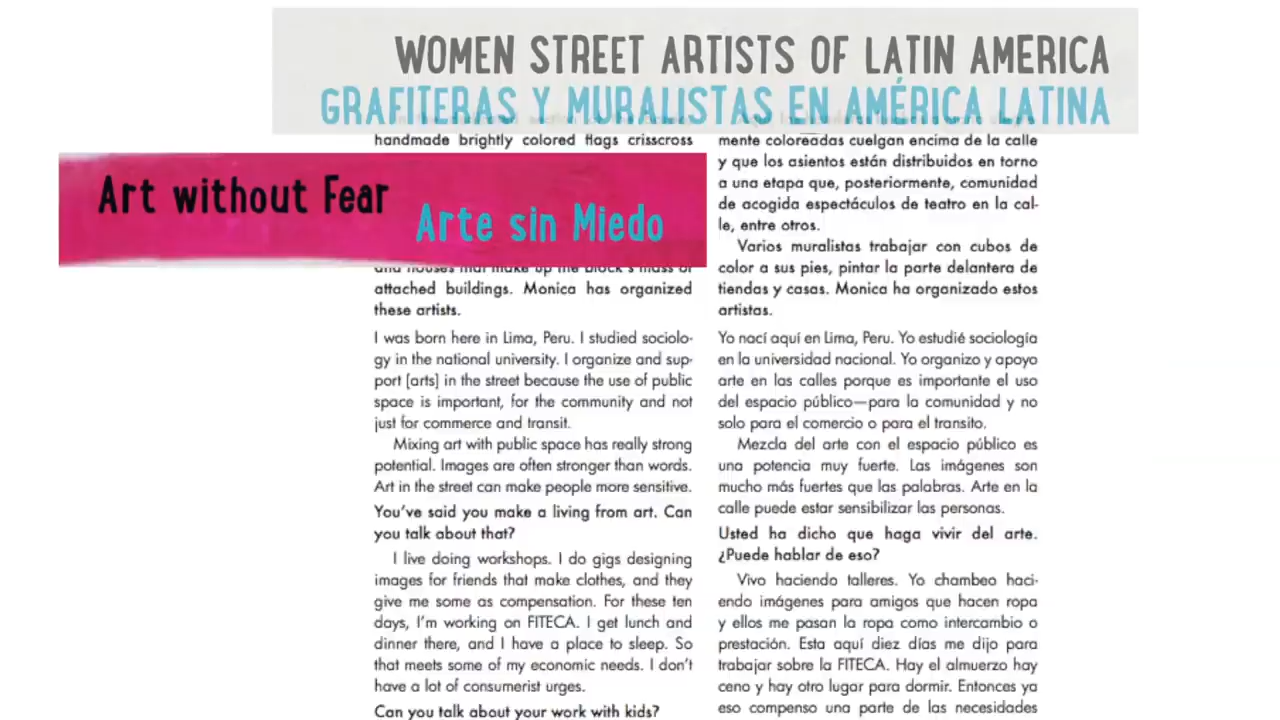 WOMEN STREET ARTISTS OF LATIN AMERICA
GRAFITERAS Y MURALISTAS EN AMÉRICA LATINA
Art without Fear
Arte sin Miedo
handmade brightly colored flags crisscross
and houses that make up the block's mass of
attached buildings. Monica has organized
these artists.
I was born here in Lima, Peru. I studied sociolo-
gy in the national university. I organize and sup-
port [arts] in the street because the use of public
space is important, for the community and not
just for commerce and transit.
Mixing art with public space has really strong
potential. Images are often stronger than words.
Art in the street can make people more sensitive.
You've said you make a living from art. Can
you talk about that?
I live doing workshops. I do gigs designing
images for friends that make clothes, and they
give me some as compensation. For these ten
days, I'm working on FITECA. I get lunch and
dinner there, and I have a place to sleep. So
that meets some of my economic needs. I don't
have a lot of consumerist urges.
Can you talk about your work with kids?
mente coloreadas cuelgan encima de la calle
y que los asientos están distribuidos en torno
a una etapa que, posteriormente, comunidad
de acogida espectáculos de teatro en la cal-
le, entre otros.
Varios muralistas trabajar con cubos de
color a sus pies, pintar la parte delantera de
tiendas y casas. Monica ha organizado estos
artistas.
Yo nací aquí en Lima, Peru. Yo estudié sociología
en la universidad nacional. Yo organizo y apoyo
arte en las calles porque es importante el uso
del espacio público—para la comunidad y no
solo para el comercio o para el transito.
Mezcla del arte con el espacio público es
una potencia muy fuerte. Las imágenes son
mucho más fuertes que las palabras. Arte en la
calle puede estar sensibilizar las personas.
Usted ha dicho que haga vivir del arte.
¿Puede hablar de eso?
Vivo haciendo talleres. Yo chambeo haci-
endo imágenes para amigos que hacen ropa
y ellos me pasan la ropa como intercambio o
prestación. Esta aquí diez días me dijo para
trabajar sobre la FITECA. Hay el almuerzo hay
cena y hay otro lugar para dormir. Entonces ya
eso compenso una parte de las necesidades